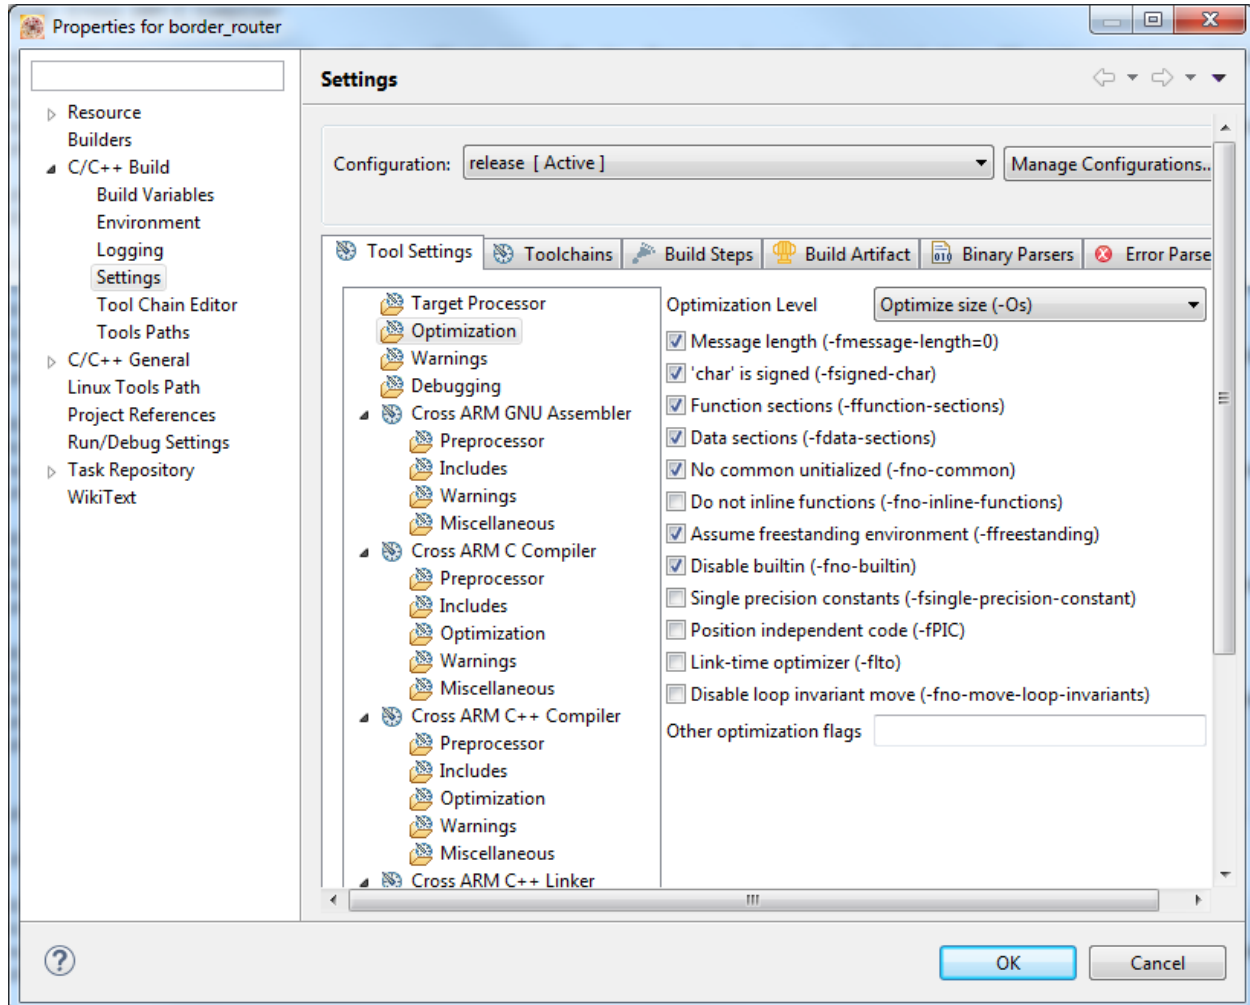 Properties for border_router
Settings
Resource
Builders
C/C++ Build
Build Variables
Environment
Logging
Settings
Tool Chain Editor
Tools Paths
C/C++ General
Linux Tools Path
Project References
Run/Debug Settings
Task Repository
WikiText
Configuration: release [ Active ] Manage Configurations..
Tool Settings Toolchains Build Steps Build Artifact Binary Parsers Error Parse
Target Processor
Optimization
Warnings
Debugging
Cross ARM GNU Assembler
Preprocessor
Includes
Warnings
Miscellaneous
Cross ARM C Compiler
Preprocessor
Includes
Optimization
Warnings
Miscellaneous
Cross ARM C++ Compiler
Preprocessor
Includes
Optimization
Warnings
Miscellaneous
Cross ARM C++ Linker
Optimization Level Optimize size (-Os)
Message length (-fmessage-length=0)
'char' is signed (-fsigned-char)
Function sections (-ffunction-sections)
Data sections (-fdata-sections)
No common unitialized (-fno-common)
Do not inline functions (-fno-inline-functions)
Assume freestanding environment (-ffreestanding)
Disable builtin (-fno-builtin)
Single precision constants (-fsingle-precision-constant)
Position independent code (-fPIC)
Link-time optimizer (-flto)
Disable loop invariant move (-fno-move-loop-invariants)
Other optimization flags
OK Cancel